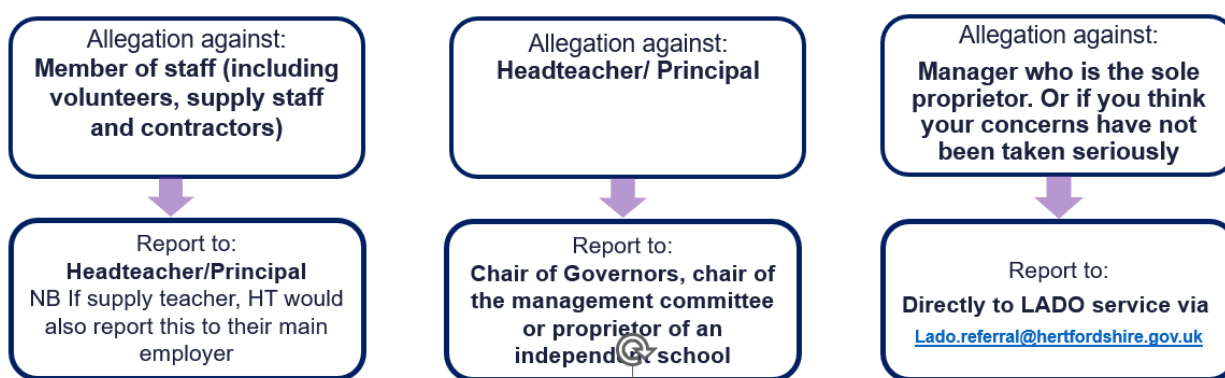 Allegation against:
Member of staff (including
volunteers, supply staff
and contractors)
Report to:
Headteacher/Principal
NB If supply teacher, HT would
also report this to their main
employer
Allegation against:
Headteacher/ Principal
Report to:
Chair of Governors, chair of
the management committee
or proprietor of an
independent school
Allegation against:
Manager who is the sole
proprietor. Or if you think
your concerns have not
been taken seriously
Report to:
Directly to LADO service via
Lado.referral@hertfordshire.gov.uk